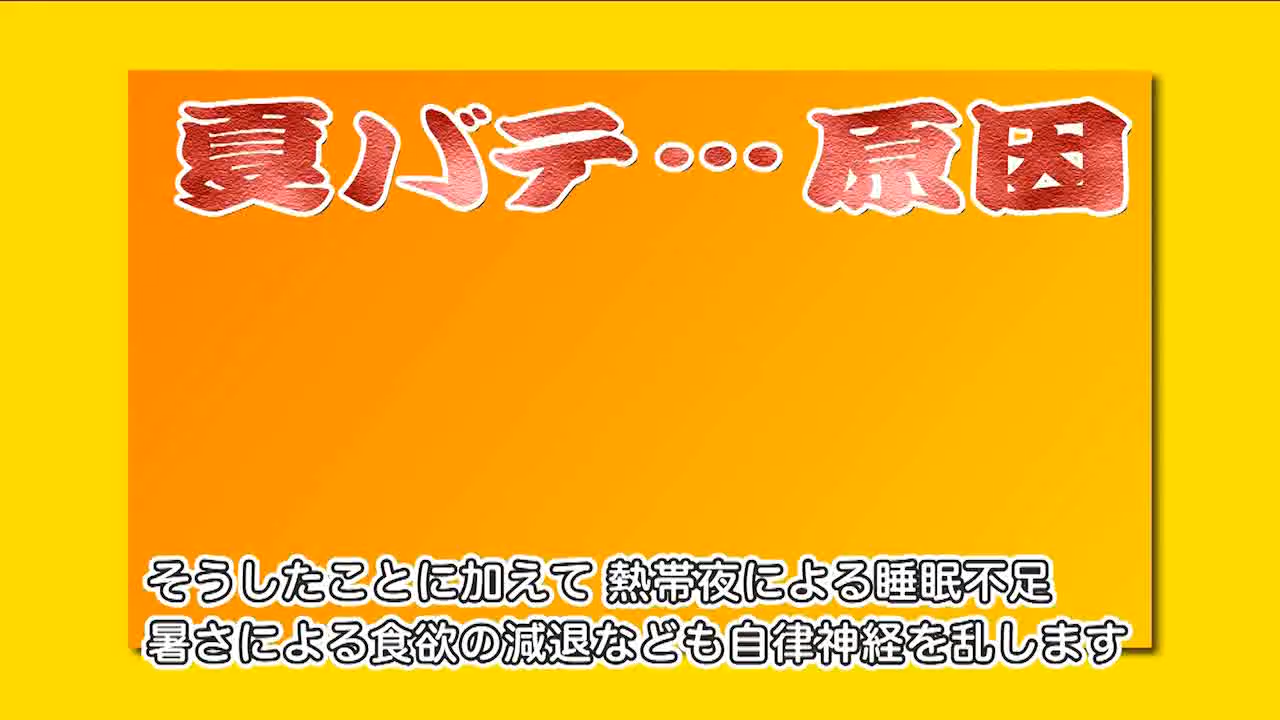 夏バテ…原因
そうしたことに加えて 熱帯夜による睡眠不足
暑さによる食欲の減退なども自律神経を乱します